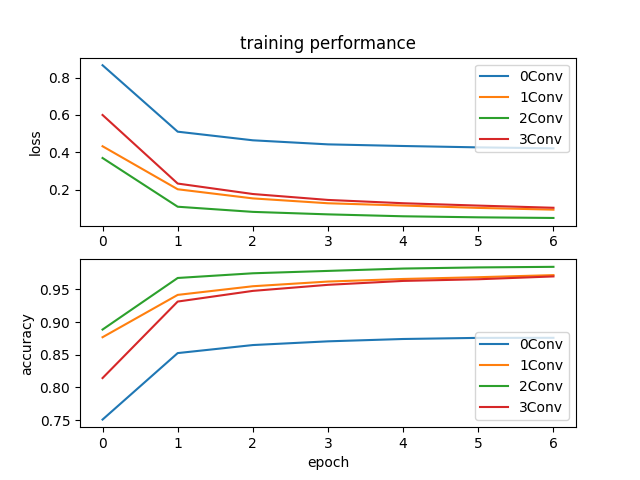 training performance
loss
0.8
0.6
0.4
0.2
0Conv
1Conv
2Conv
3Conv
0 1 2 3 4 5 6
accuracy
0.95
0.90
0.85
0.80
0.75
0Conv
1Conv
2Conv
3Conv
0 1 2 3 4 5 6
epoch